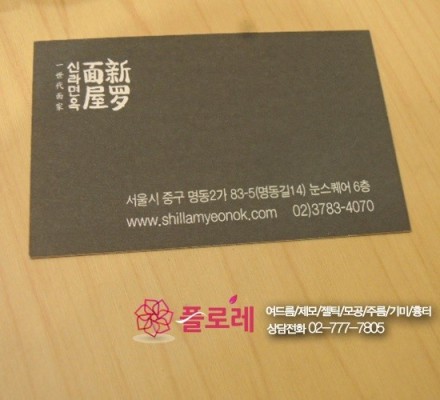 新罗
面屋
신라면옥
一世代面家
서울시 중구 명동2가 83-5(명동길14) 눈스퀘어 6층
www.shillamyeonok.com 02)3783-4070
플로레
여드름/제모/젤틱/모공/주름/기미/흉터
상담전화 02-777-7805